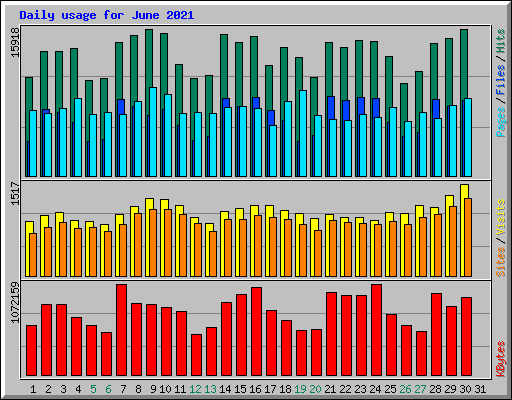 Daily usage for June 2021
15918
Pages / Files / Hits
1517
Sites / Visits
1072159
KBytes
1 2 3 4 5 6 7 8 9 10 11 12 13 14 15 16 17 18 19 20 21 22 23 24 25 26 27 28 29 30 31